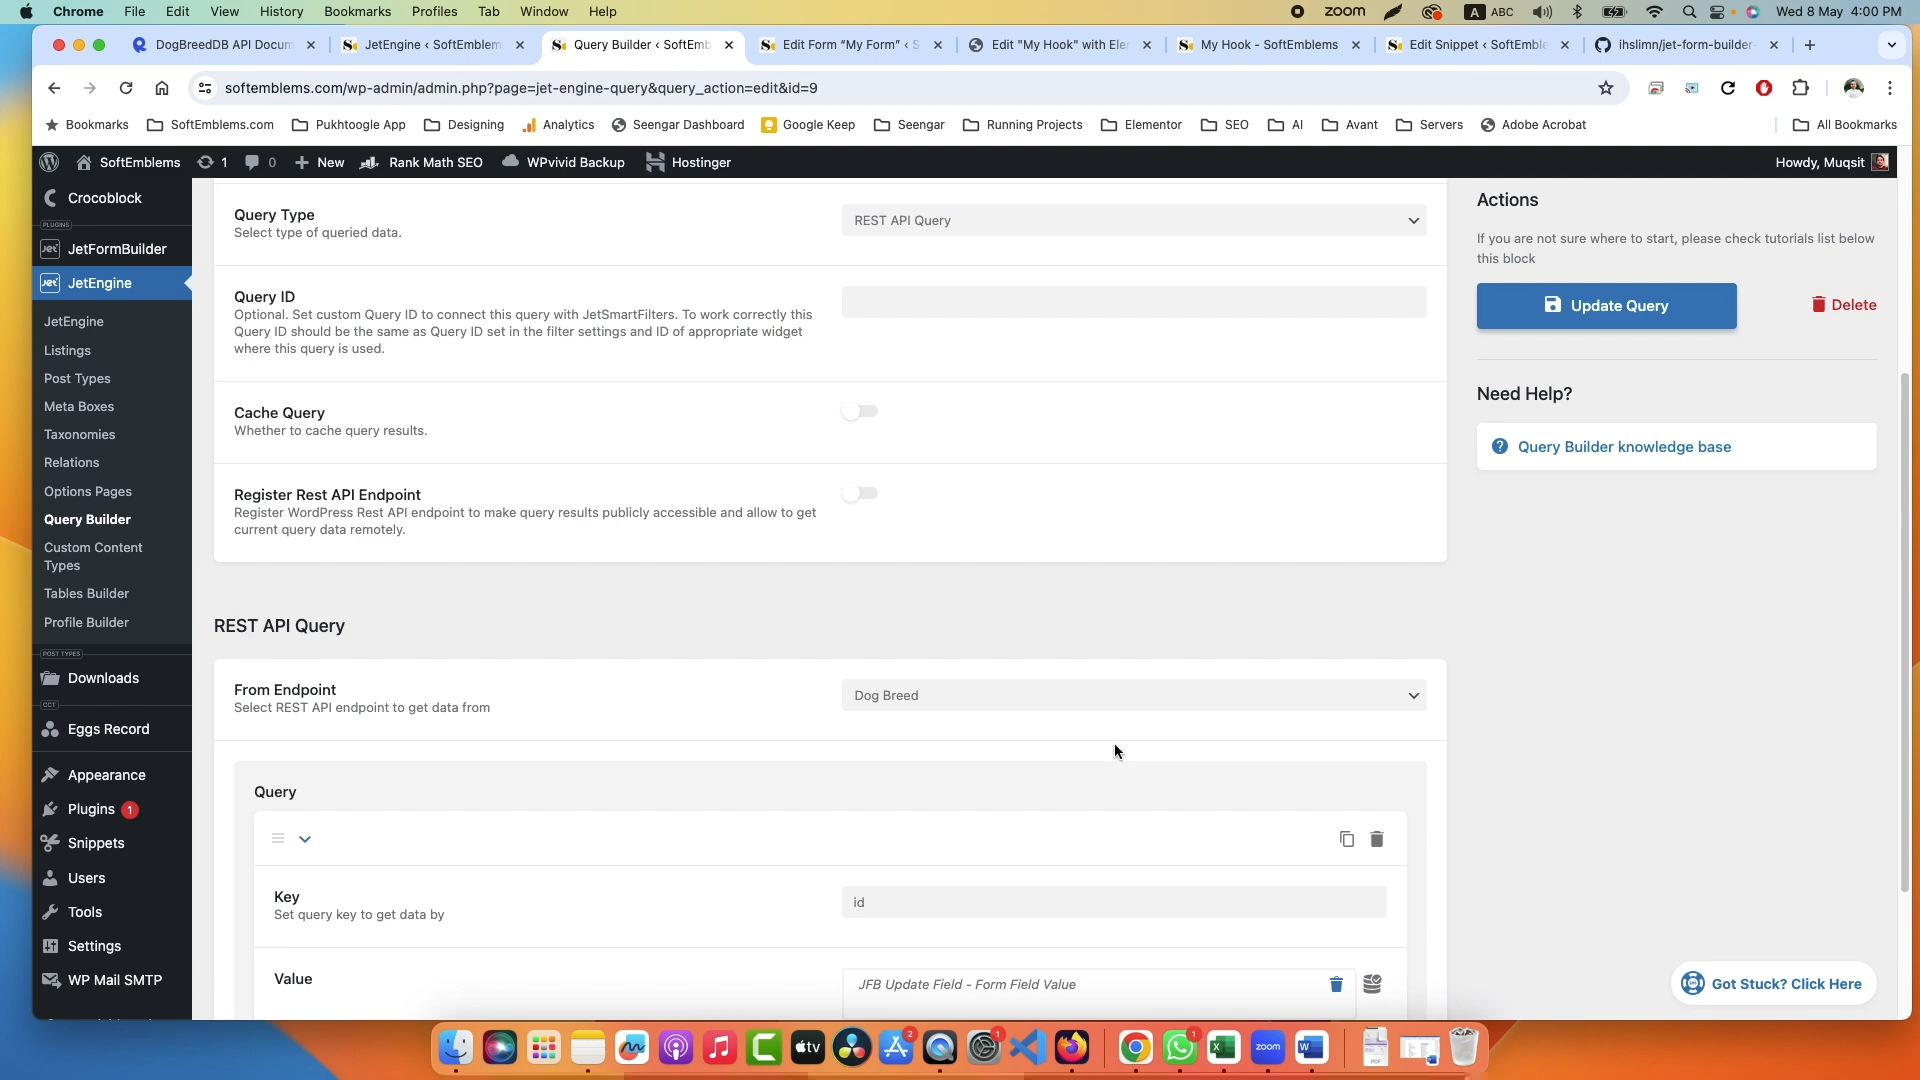 Chrome File Edit View History Bookmarks Profiles Tab Window Help zoom A ABC Wed 8 May 4:00 PM
DogBreedDB API Docum JetEngine < SoftEmblem Query Builder < SoftEmb Edit Form “My Form” < S Edit "My Hook" with Eler My Hook - SoftEmblems Edit Snippet < SoftEmble ihslimn/jet-form-builder-
softemblems.com/wp-admin/admin.php?page=jet-engine-query&query_action=edit&id=9
Bookmarks SoftEmblems.com Pukhtoogle App Designing Analytics Seengar Dashboard Google Keep Seengar Running Projects Elementor SEO AI Avant Servers Adobe Acrobat All Bookmarks
SoftEmblems 1 0 New Rank Math SEO WPvivid Backup Hostinger Howdy, Muqsit
Crocoblock
PLUGINS
JetFormBuilder
JetEngine
JetEngine
Listings
Post Types
Meta Boxes
Taxonomies
Relations
Options Pages
Query Builder
Custom Content
Types
Tables Builder
Profile Builder
POST TYPES
Downloads
CCT
Eggs Record
Appearance
Plugins 1
Snippets
Users
Tools
Settings
WP Mail SMTP
Query Type
Select type of queried data.
REST API Query
Query ID
Optional. Set custom Query ID to connect this query with JetSmartFilters. To work correctly this
Query ID should be the same as Query ID set in the filter settings and ID of appropriate widget
where this query is used.
Cache Query
Whether to cache query results.
Register Rest API Endpoint
Register WordPress Rest API endpoint to make query results publicly accessible and allow to get
current query data remotely.
REST API Query
From Endpoint
Select REST API endpoint to get data from
Dog Breed
Query
Key
Set query key to get data by
id
Value
JFB Update Field - Form Field Value
Actions
If you are not sure where to start, please check tutorials list below
this block
Update Query
Delete
Need Help?
Query Builder knowledge base
Got Stuck? Click Here
tv 2 1 1 zoom